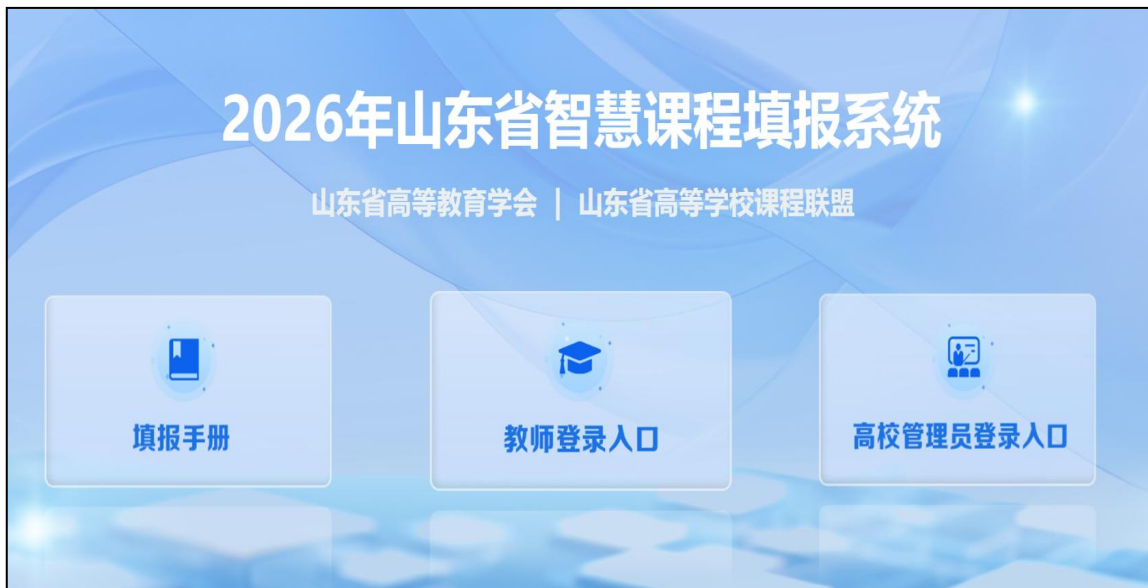 2026年山东省智慧课程填报系统
山东省高等教育学会 | 山东省高等学校课程联盟
填报手册
教师登录入口
高校管理员登录入口